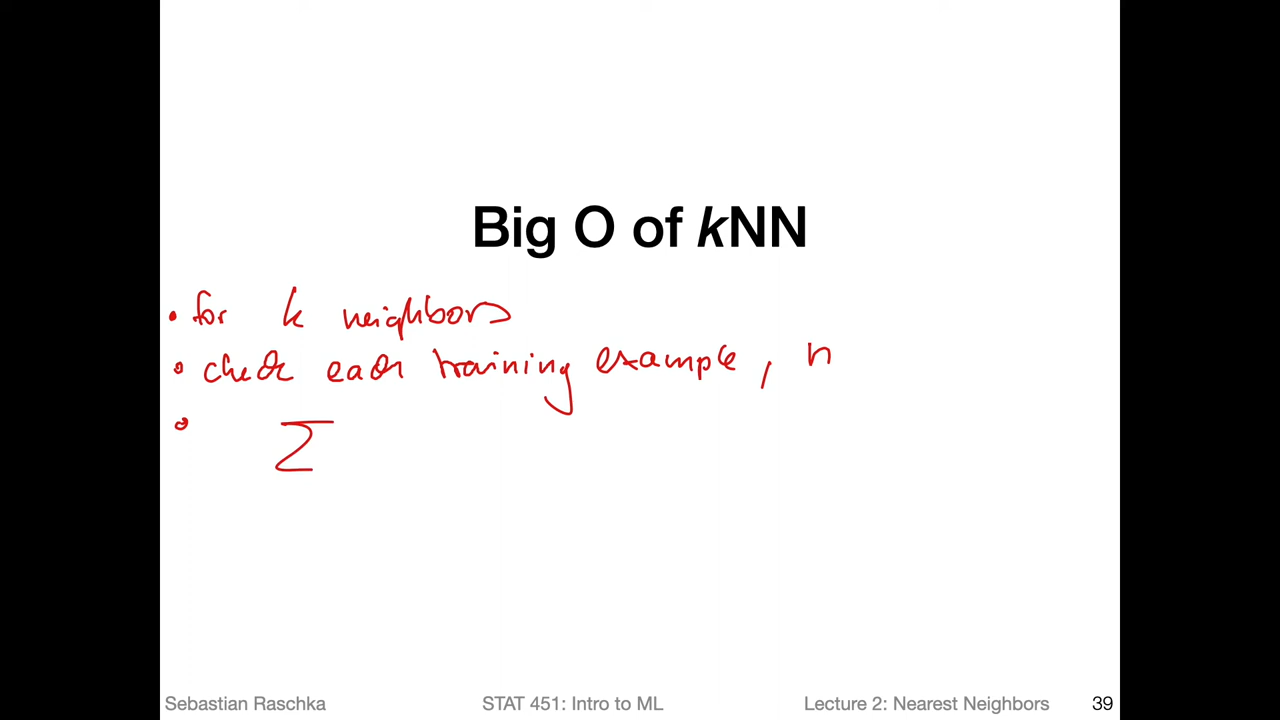 Big O of kNN
• for k neighbors
• check each training example, n
• Σ
Sebastian Raschka STAT 451: Intro to ML Lecture 2: Nearest Neighbors 39